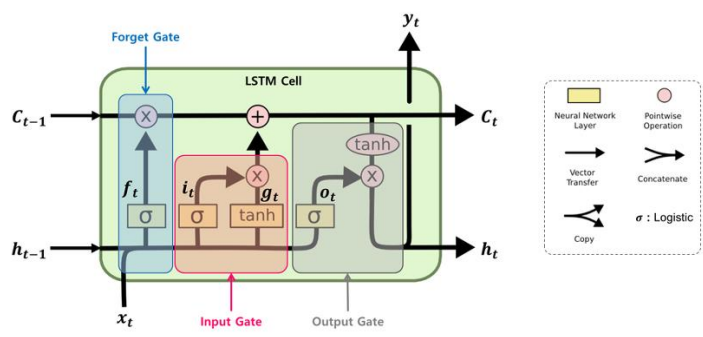 y_t
Forget Gate
LSTM Cell
C_{t-1}
x
+
C_t
tanh
f_t
i_t
x
g_t
o_t
x
σ
σ
tanh
σ
h_{t-1}
h_t
x_t
Input Gate
Output Gate
Neural Network
Layer
Pointwise
Operation
Vector
Transfer
Concatenate
Copy
σ : Logistic